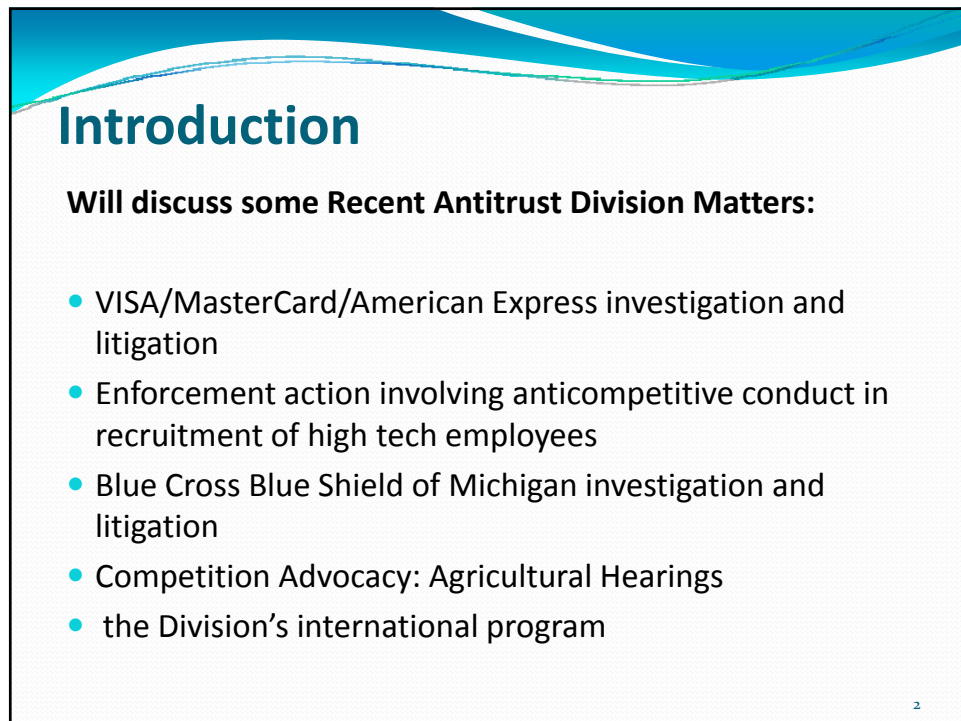 Introduction
Will discuss some Recent Antitrust Division Matters:
• VISA/MasterCard/American Express investigation and
litigation
• Enforcement action involving anticompetitive conduct in
recruitment of high tech employees
• Blue Cross Blue Shield of Michigan investigation and
litigation
• Competition Advocacy: Agricultural Hearings
• the Division’s international program
2